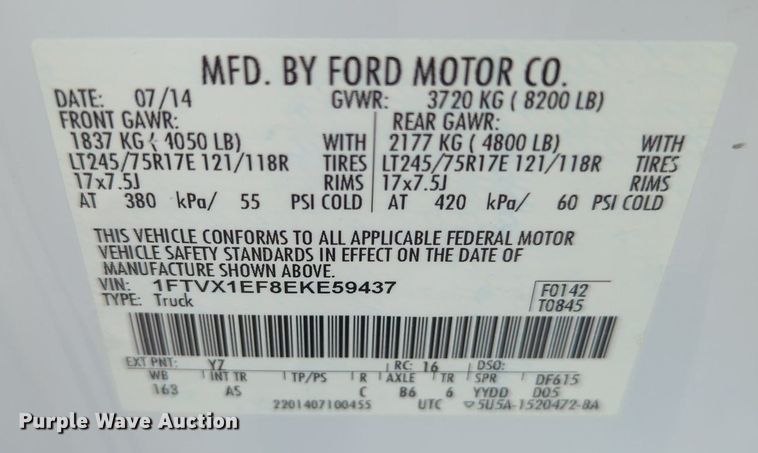 MFD. BY FORD MOTOR CO.
DATE: 07/14 GVWR: 3720 KG ( 8200 LB)
FRONT GAWR: REAR GAWR:
1837 KG ( 4050 LB) WITH 2177 KG ( 4800 LB) WITH
LT245/75R17E 121/118R TIRES LT245/75R17E 121/118R TIRES
17x7.5J RIMS 17x7.5J RIMS
AT 380 kPa/ 55 PSI COLD AT 420 kPa/ 60 PSI COLD
THIS VEHICLE CONFORMS TO ALL APPLICABLE FEDERAL MOTOR
VEHICLE SAFETY STANDARDS IN EFFECT ON THE DATE OF
MANUFACTURE SHOWN ABOVE.
VIN: 1FTVX1EF8EKE59437 F0142
TYPE: Truck T0845
EXT PNT: YZ RC: 16 DSO:
WB INT TR TP/PS R AXLE TR SPR DF615
163 AS C B6 6 YYDD D05
2201407100455 UTC ▽5U5A-1520472-BA
Purple Wave Auction